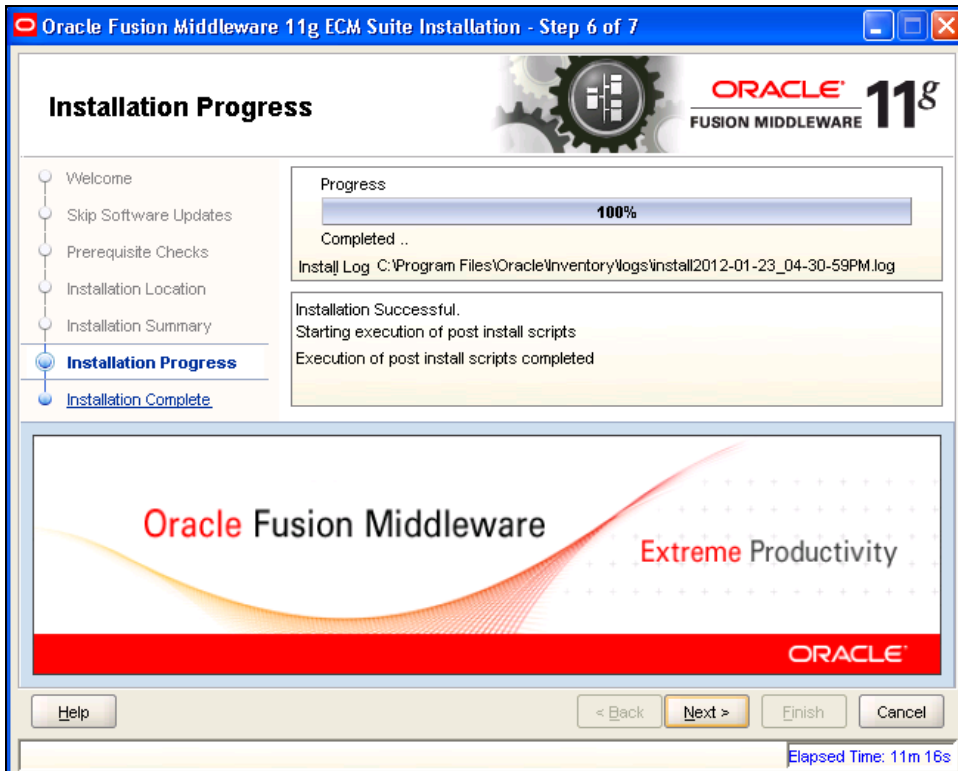 Oracle Fusion Middleware 11g ECM Suite Installation - Step 6 of 7
Installation Progress
ORACLE
FUSION MIDDLEWARE 11g
Welcome
Skip Software Updates
Prerequisite Checks
Installation Location
Installation Summary
Installation Progress
Installation Complete
Progress
100%
Completed ..
Install Log C:\Program Files\Oracle\Inventory\logs\install2012-01-23_04-30-59PM.log
Installation Successful.
Starting execution of post install scripts
Execution of post install scripts completed
Oracle Fusion Middleware
Extreme Productivity
ORACLE
Help
< Back
Next >
Finish
Cancel
Elapsed Time: 11m 16s